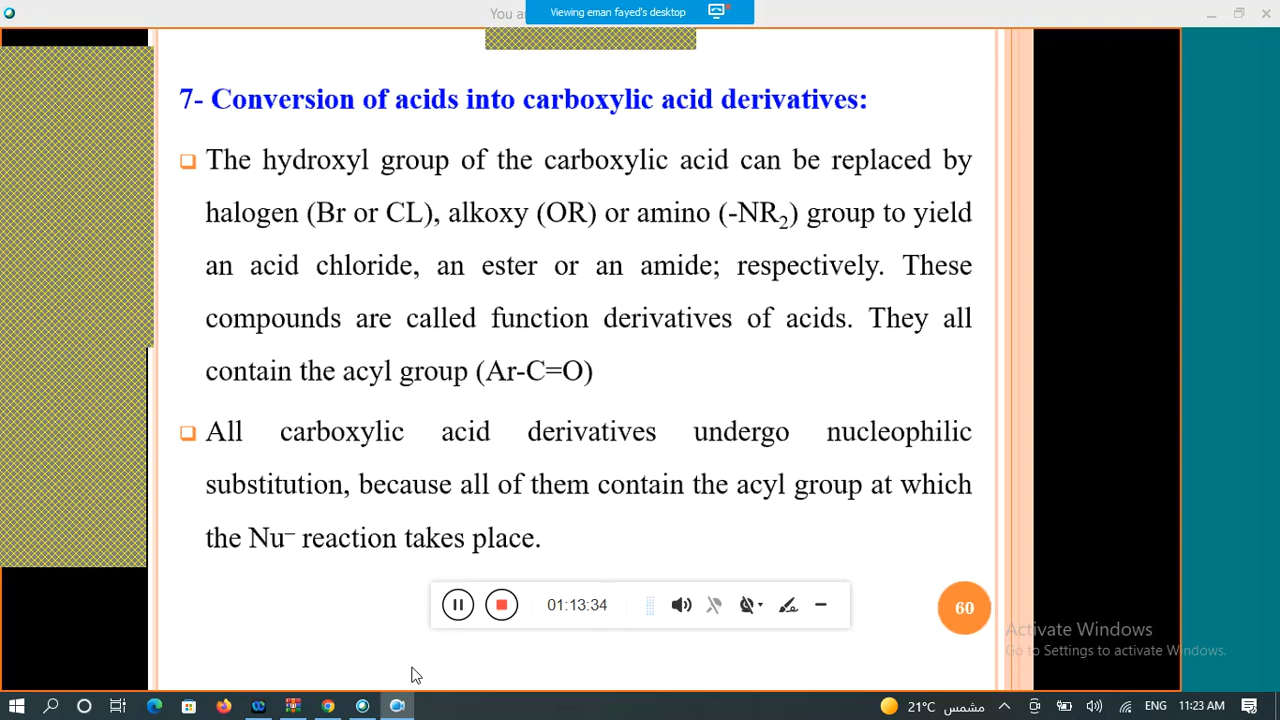 You a
Viewing eman fayed's desktop
7- Conversion of acids into carboxylic acid derivatives:
The hydroxyl group of the carboxylic acid can be replaced by
halogen (Br or CL), alkoxy (OR) or amino (-NR₂) group to yield
an acid chloride, an ester or an amide; respectively. These
compounds are called function derivatives of acids. They all
contain the acyl group (Ar-C=O)
All carboxylic acid derivatives undergo nucleophilic
substitution, because all of them contain the acyl group at which
the Nu⁻ reaction takes place.
01:13:34
60
Activate Windows
Go to Settings to activate Windows.
21°C مشمس
ENG
11:23 AM